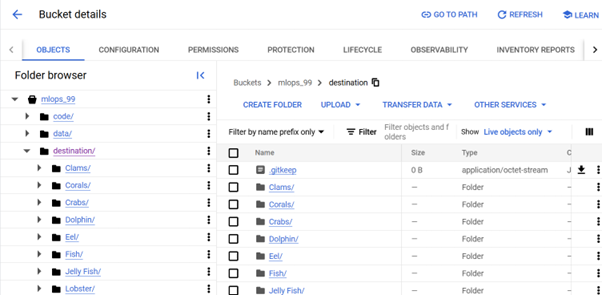 Bucket details
GO TO PATH
REFRESH
LEARN
OBJECTS
CONFIGURATION
PERMISSIONS
PROTECTION
LIFECYCLE
OBSERVABILITY
INVENTORY REPORTS
Folder browser
mlops_99
code/
data/
destination/
Clams/
Corals/
Crabs/
Dolphin/
Eel/
Fish/
Jelly Fish/
Lobster/
Buckets > mlops_99 > destination
CREATE FOLDER UPLOAD TRANSFER DATA OTHER SERVICES
Filter by name prefix only Filter Filter objects and folders Show Live objects only
Name Size Type C
.gitkeep 0 B application/octet-stream J
Clams/ — Folder —
Corals/ — Folder —
Crabs/ — Folder —
Dolphin/ — Folder —
Eel/ — Folder —
Fish/ — Folder —
Jelly Fish/ — Folder —